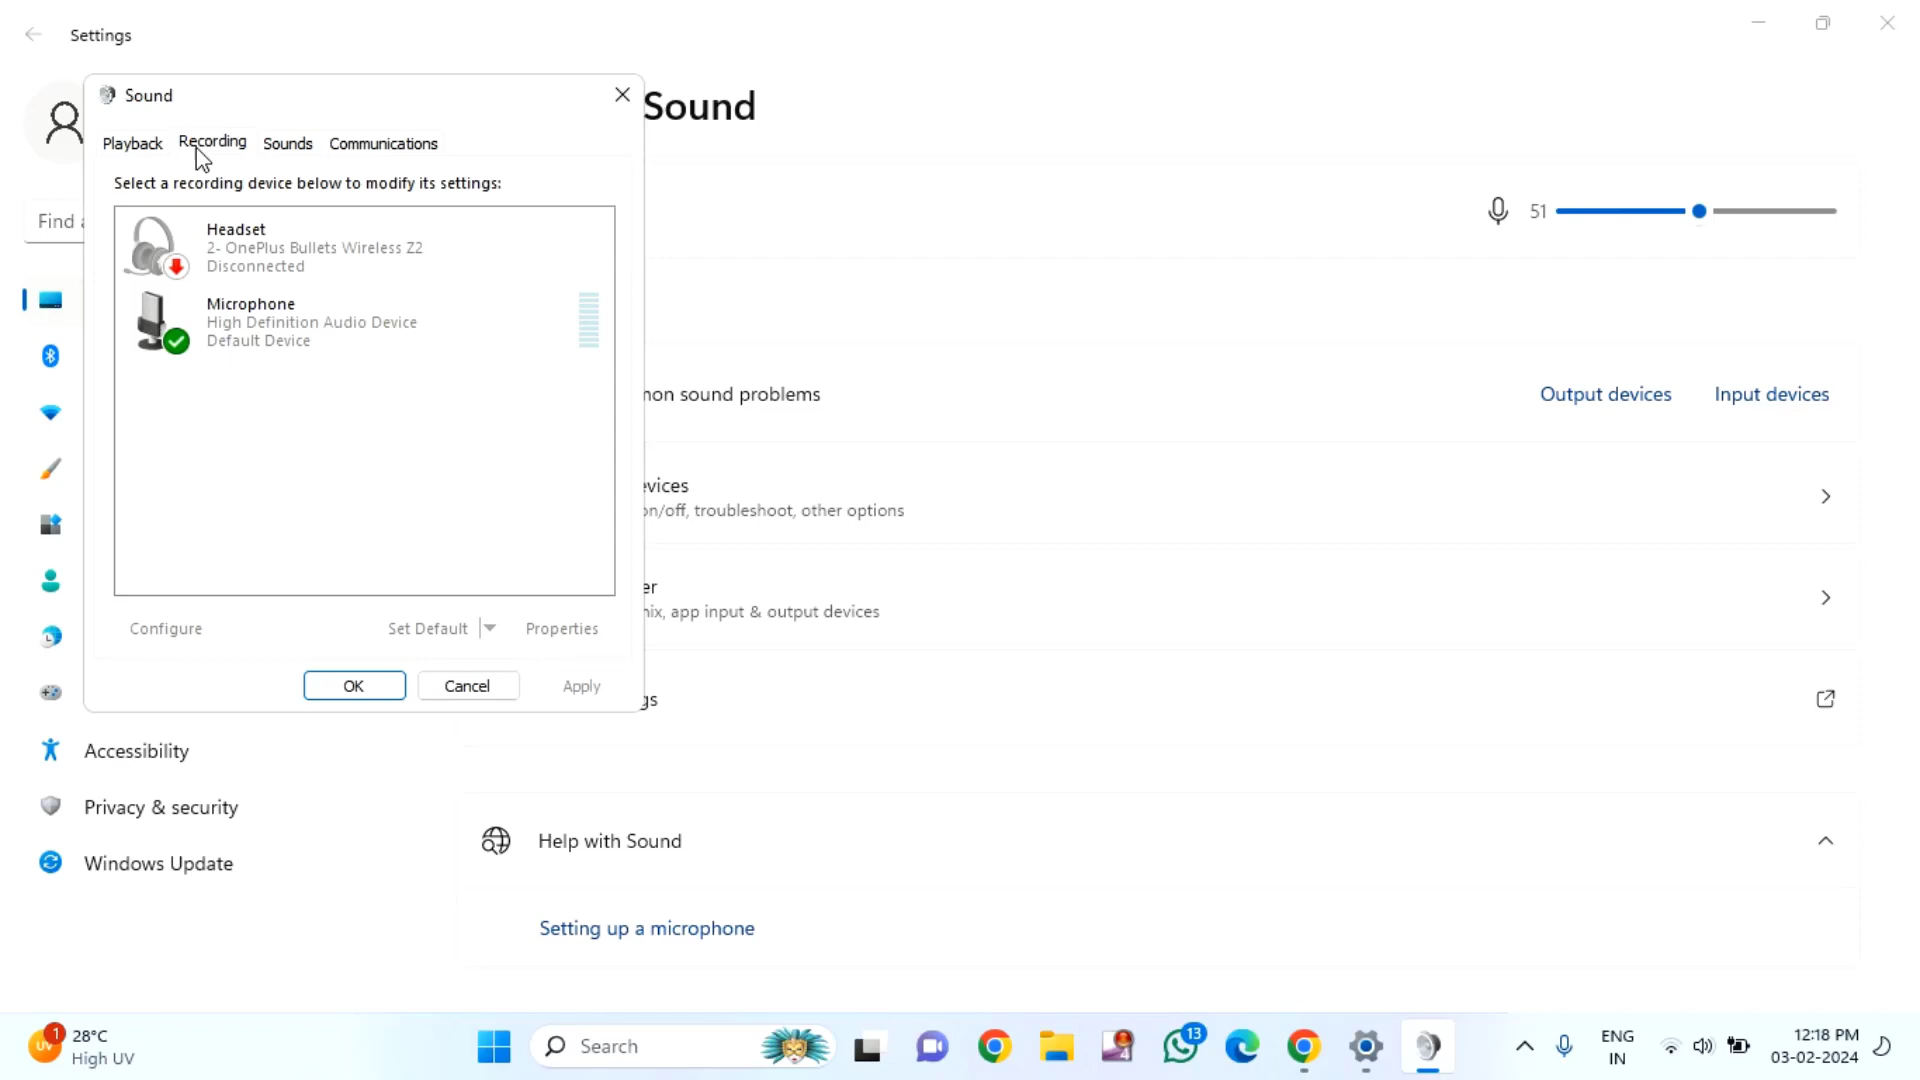 Settings
Sound
Sound
Playback Recording Sounds Communications
Select a recording device below to modify its settings:
Find a
51
Headset
2- OnePlus Bullets Wireless Z2
Disconnected
Microphone
High Definition Audio Device
Default Device
non sound problems
Output devices Input devices
evices
on/off, troubleshoot, other options
er
nix, app input & output devices
Configure Set Default Properties
OK Cancel Apply
gs
Accessibility
Privacy & security
Windows Update
Help with Sound
Setting up a microphone
UV 1 28°C
High UV
Search
4
13
ENG
IN
12:18 PM
03-02-2024